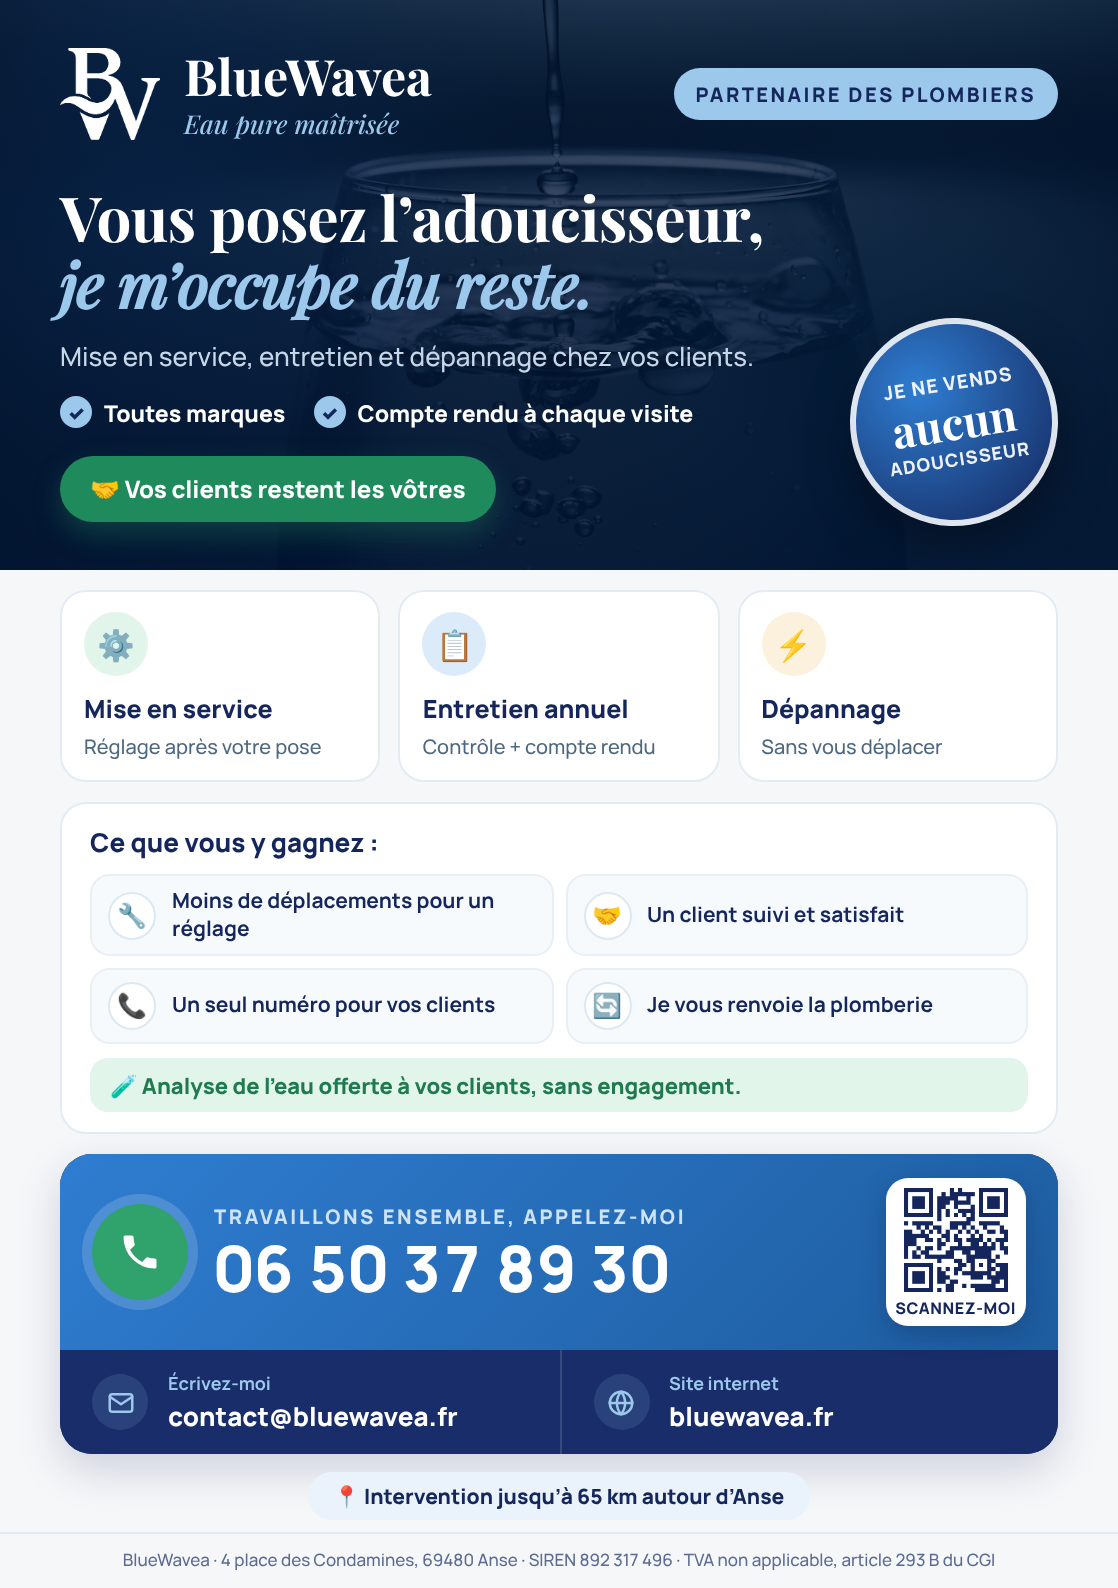 BW
BlueWavea
Eau pure maîtrisée
PARTENAIRE DES PLOMBIERS
Vous posez l’adoucisseur,
je m’occupe du reste.
Mise en service, entretien et dépannage chez vos clients.
Toutes marques
Compte rendu à chaque visite
🤝 Vos clients restent les vôtres
JE NE VENDS
aucun
ADOUCISSEUR
Mise en service
Réglage après votre pose
Entretien annuel
Contrôle + compte rendu
Dépannage
Sans vous déplacer
Ce que vous y gagnez :
Moins de déplacements pour un
réglage
Un client suivi et satisfait
Un seul numéro pour vos clients
Je vous renvoie la plomberie
🧪 Analyse de l’eau offerte à vos clients, sans engagement.
TRAVAILLONS ENSEMBLE, APPELEZ-MOI
06 50 37 89 30
SCANNEZ-MOI
Écrivez-moi
contact@bluewavea.fr
Site internet
bluewavea.fr
📍 Intervention jusqu’à 65 km autour d’Anse
BlueWavea · 4 place des Condamines, 69480 Anse · SIREN 892 317 496 · TVA non applicable, article 293 B du CGI